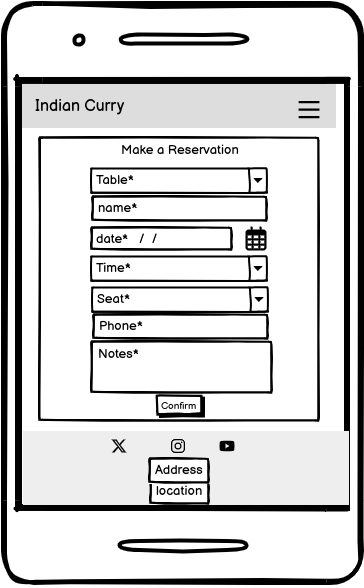 Indian Curry
Make a Reservation
Table*
name*
date* / /
Time*
Seat*
Phone*
Notes*
Confirm
Address
location